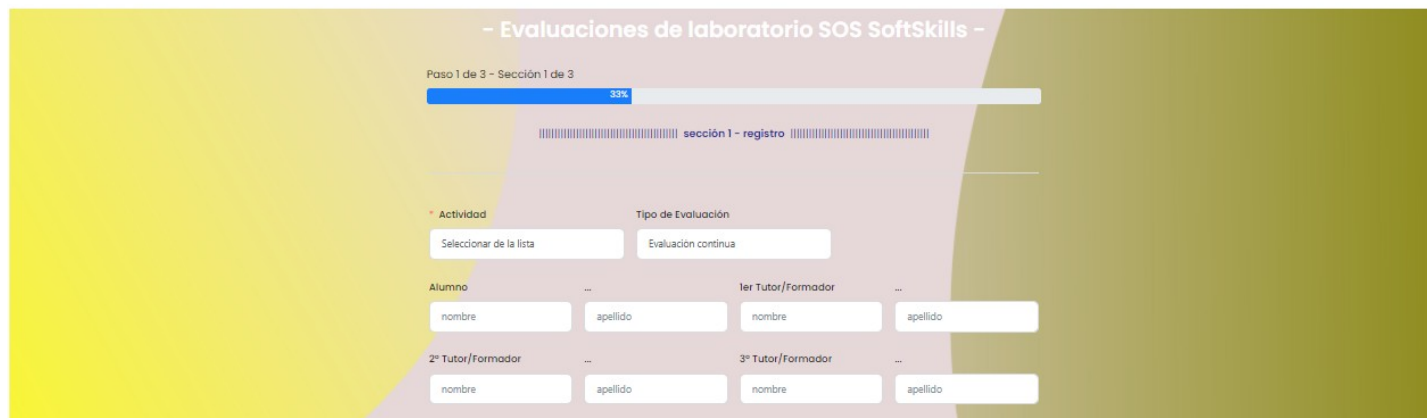 - Evaluaciones de laboratorio SOS SoftSkills -
Paso 1 de 3 - Sección 1 de 3
33%
|||||||||||||||||||||||||||||||||||||||||| sección 1 - registro ||||||||||||||||||||||||||||||||||||||||||
* Actividad Tipo de Evaluación
Seleccionar de la lista Evaluación continua
Alumno ... 1er Tutor/Formador ...
nombre apellido nombre apellido
2º Tutor/Formador ... 3º Tutor/Formador ...
nombre apellido nombre apellido